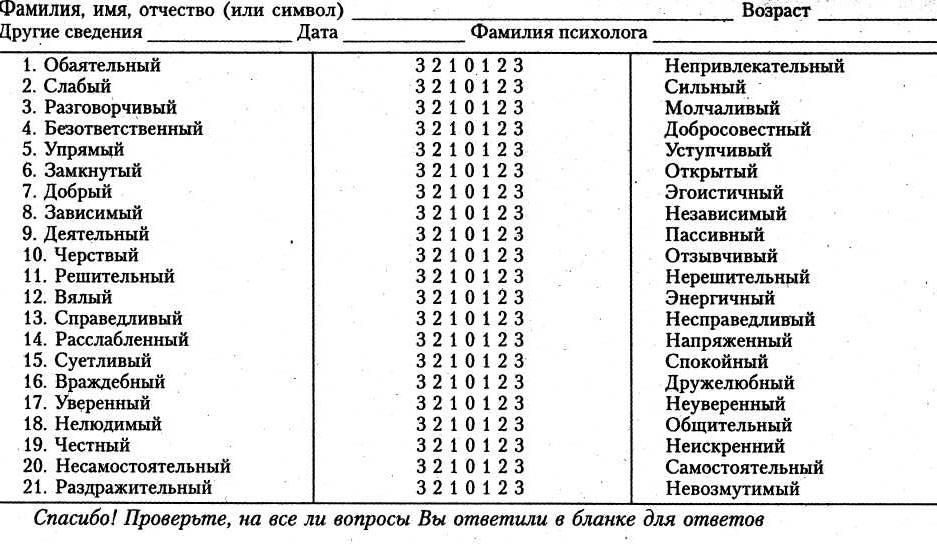 Фамилия, имя, отчество (или символ) ____________________ Возраст __________
Другие сведения ____________ Дата __________ Фамилия психолога ____________________
1. Обаятельный 3 2 1 0 1 2 3 Непривлекательный
2. Слабый 3 2 1 0 1 2 3 Сильный
3. Разговорчивый 3 2 1 0 1 2 3 Молчаливый
4. Безответственный 3 2 1 0 1 2 3 Добросовестный
5. Упрямый 3 2 1 0 1 2 3 Уступчивый
6. Замкнутый 3 2 1 0 1 2 3 Открытый
7. Добрый 3 2 1 0 1 2 3 Эгоистичный
8. Зависимый 3 2 1 0 1 2 3 Независимый
9. Деятельный 3 2 1 0 1 2 3 Пассивный
10. Черствый 3 2 1 0 1 2 3 Отзывчивый
11. Решительный 3 2 1 0 1 2 3 Нерешительный
12. Вялый 3 2 1 0 1 2 3 Энергичный
13. Справедливый 3 2 1 0 1 2 3 Несправедливый
14. Расслабленный 3 2 1 0 1 2 3 Напряженный
15. Суетливый 3 2 1 0 1 2 3 Спокойный
16. Враждебный 3 2 1 0 1 2 3 Дружелюбный
17. Уверенный 3 2 1 0 1 2 3 Неуверенный
18. Нелюдимый 3 2 1 0 1 2 3 Общительный
19. Честный 3 2 1 0 1 2 3 Неискренний
20. Несамостоятельный 3 2 1 0 1 2 3 Самостоятельный
21. Раздражительный 3 2 1 0 1 2 3 Невозмутимый
Спасибо! Проверьте, на все ли вопросы Вы ответили в бланке для ответов